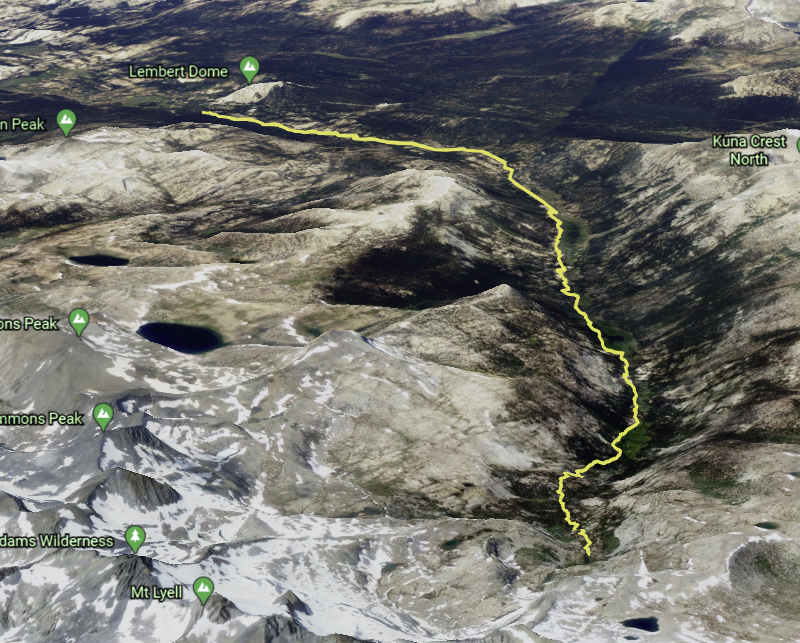 Lembert Dome
n Peak
Kuna Crest
North
ons Peak
mmons Peak
dams Wilderness
Mt Lyell